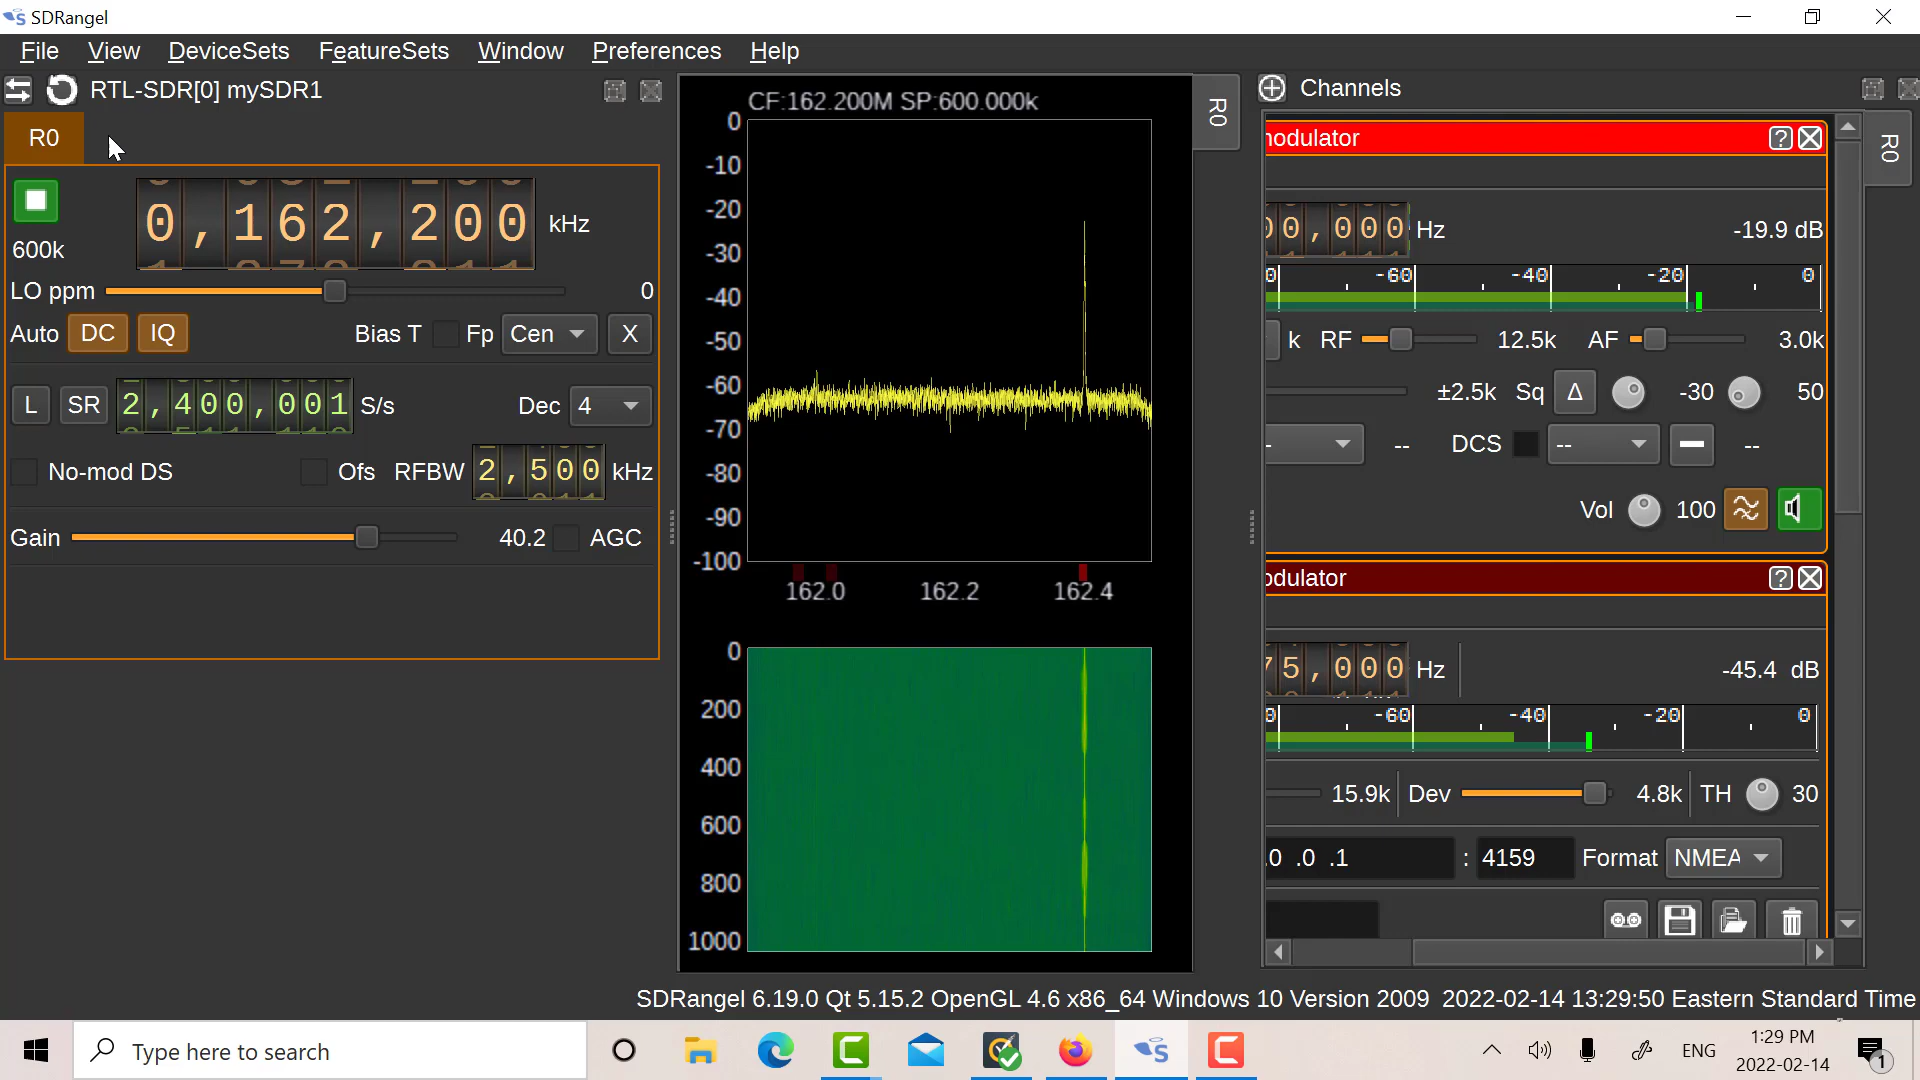 SDRangel
File View DeviceSets FeatureSets Window Preferences Help
RTL-SDR[0] mySDR1
R0
0,162,200 kHz
600k
LO ppm 0
Auto DC IQ Bias T Fp Cen X
L SR 2,400,001 S/s Dec 4
No-mod DS Ofs RFBW 2,500 kHz
Gain 40.2 AGC
CF:162.200M SP:600.000k
0
-10
-20
-30
-40
-50
-60
-70
-80
-90
-100
162.0 162.2 162.4
0
200
400
600
800
1000
R0
Channels
R0
modulator ?
00,000 Hz -19.9 dB
-60 -40 -20 0
k RF 12.5k AF 3.0k
±2.5k Sq Δ -30 50
-- DCS -- --
Vol 100
odulator ?
75,000 Hz -45.4 dB
-60 -40 -20 0
15.9k Dev 4.8k TH 30
.0 .0 .1 : 4159 Format NMEA
SDRangel 6.19.0 Qt 5.15.2 OpenGL 4.6 x86_64 Windows 10 Version 2009 2022-02-14 13:29:50 Eastern Standard Time
Type here to search
ENG
1:29 PM
2022-02-14
1